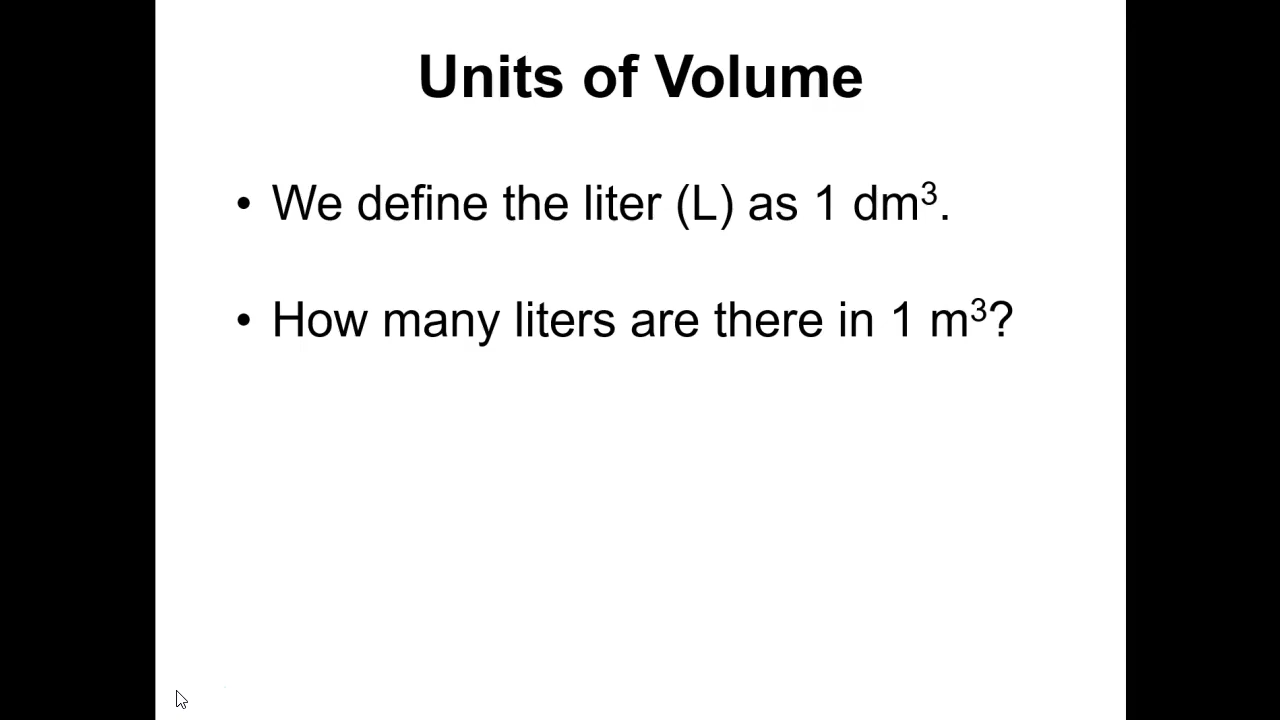 Units of Volume
• We define the liter (L) as 1 dm³.
• How many liters are there in 1 m³?